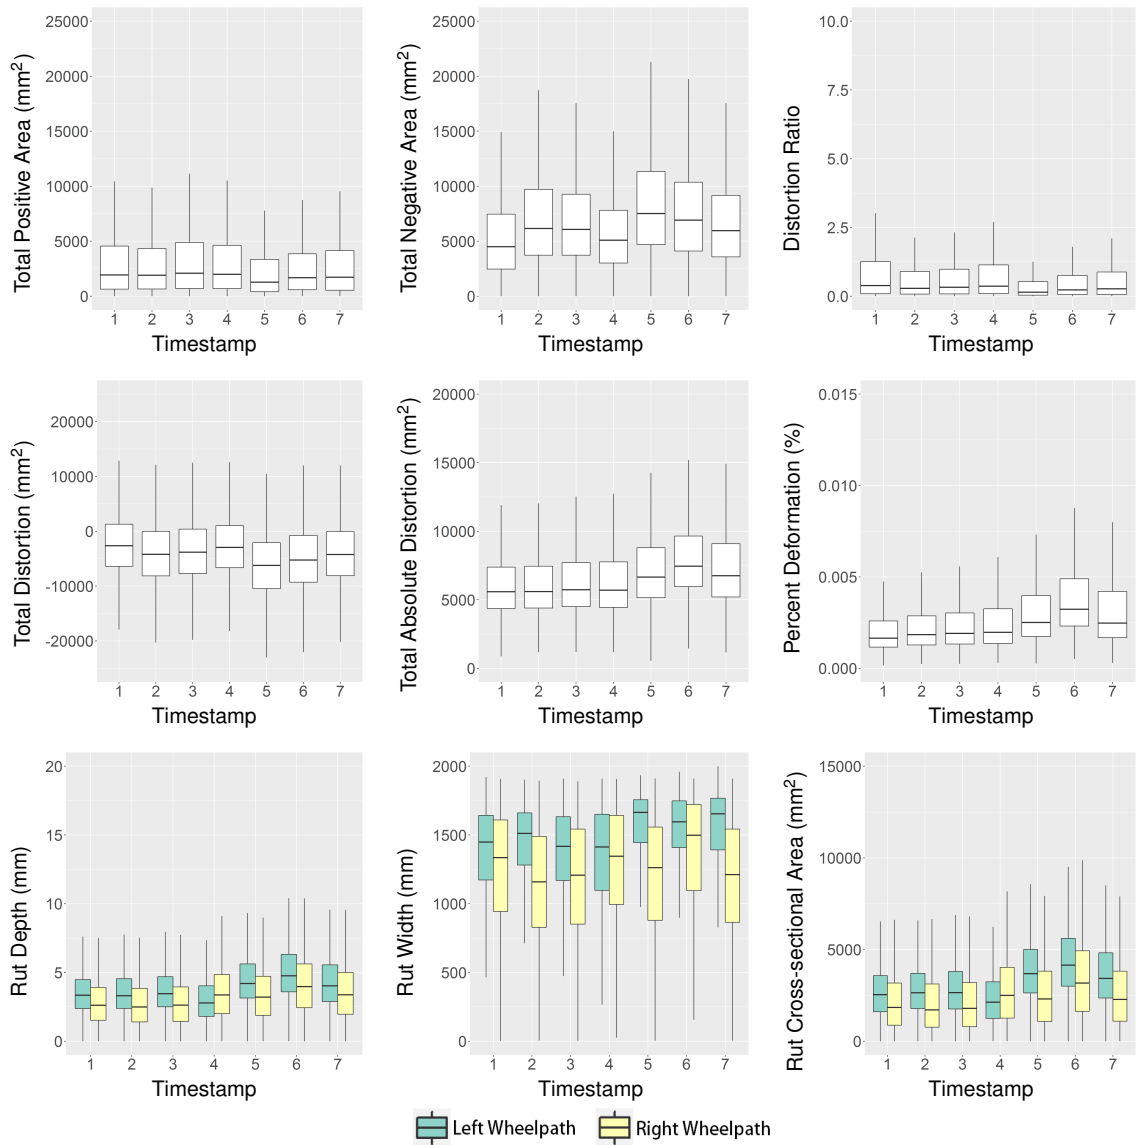 Total Positive Area (mm²)
25000
20000
15000
10000
5000
0
1 2 3 4 5 6 7
Timestamp
Total Negative Area (mm²)
25000
20000
15000
10000
5000
0
1 2 3 4 5 6 7
Timestamp
Distortion Ratio
10.0
7.5
5.0
2.5
0.0
1 2 3 4 5 6 7
Timestamp
Total Distortion (mm²)
20000
10000
0
-10000
-20000
1 2 3 4 5 6 7
Timestamp
Total Absolute Distortion (mm²)
20000
15000
10000
5000
0
1 2 3 4 5 6 7
Timestamp
Percent Deformation (%)
0.015
0.010
0.005
0.000
1 2 3 4 5 6 7
Timestamp
Rut Depth (mm)
20
15
10
5
0
1 2 3 4 5 6 7
Timestamp
Rut Width (mm)
2000
1500
1000
500
0
1 2 3 4 5 6 7
Timestamp
Rut Cross-sectional Area (mm²)
15000
10000
5000
0
1 2 3 4 5 6 7
Timestamp
Left Wheelpath Right Wheelpath